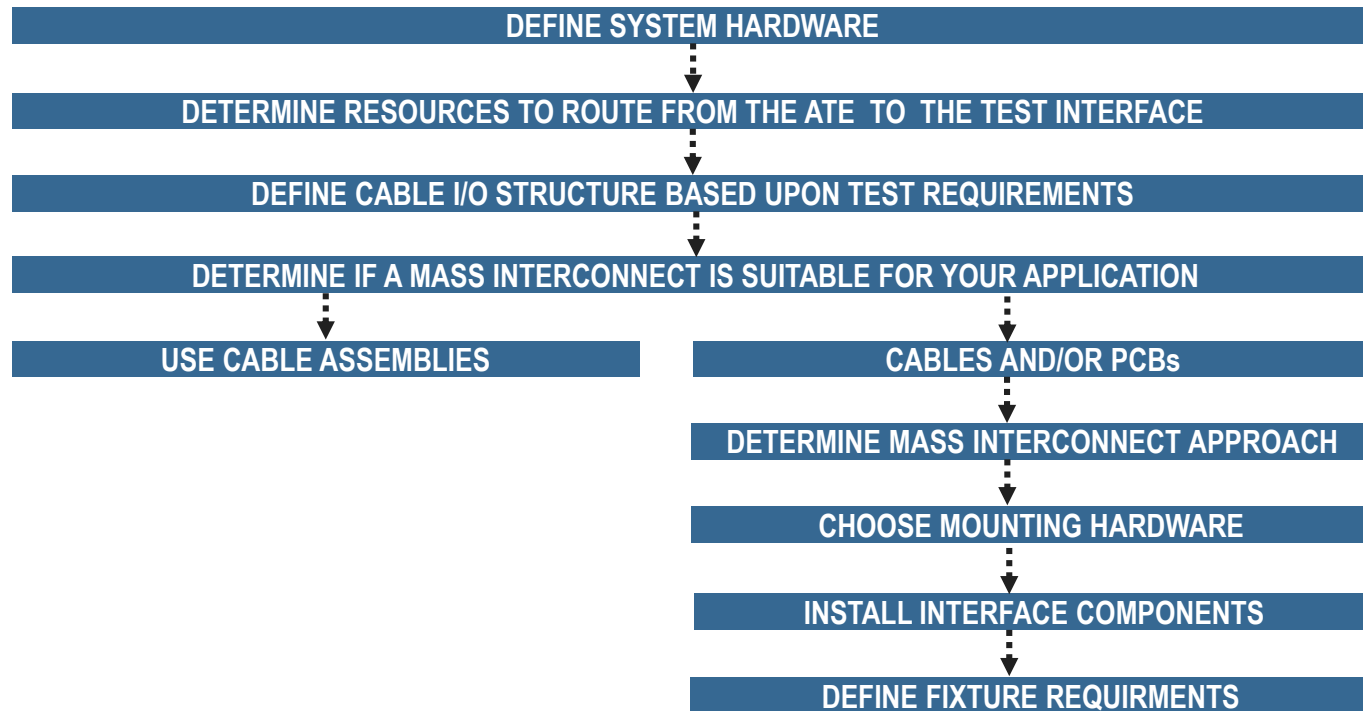 DEFINE SYSTEM HARDWARE
DETERMINE RESOURCES TO ROUTE FROM THE ATE TO THE TEST INTERFACE
DEFINE CABLE I/O STRUCTURE BASED UPON TEST REQUIREMENTS
DETERMINE IF A MASS INTERCONNECT IS SUITABLE FOR YOUR APPLICATION
USE CABLE ASSEMBLIES
CABLES AND/OR PCBs
DETERMINE MASS INTERCONNECT APPROACH
CHOOSE MOUNTING HARDWARE
INSTALL INTERFACE COMPONENTS
DEFINE FIXTURE REQUIRMENTS